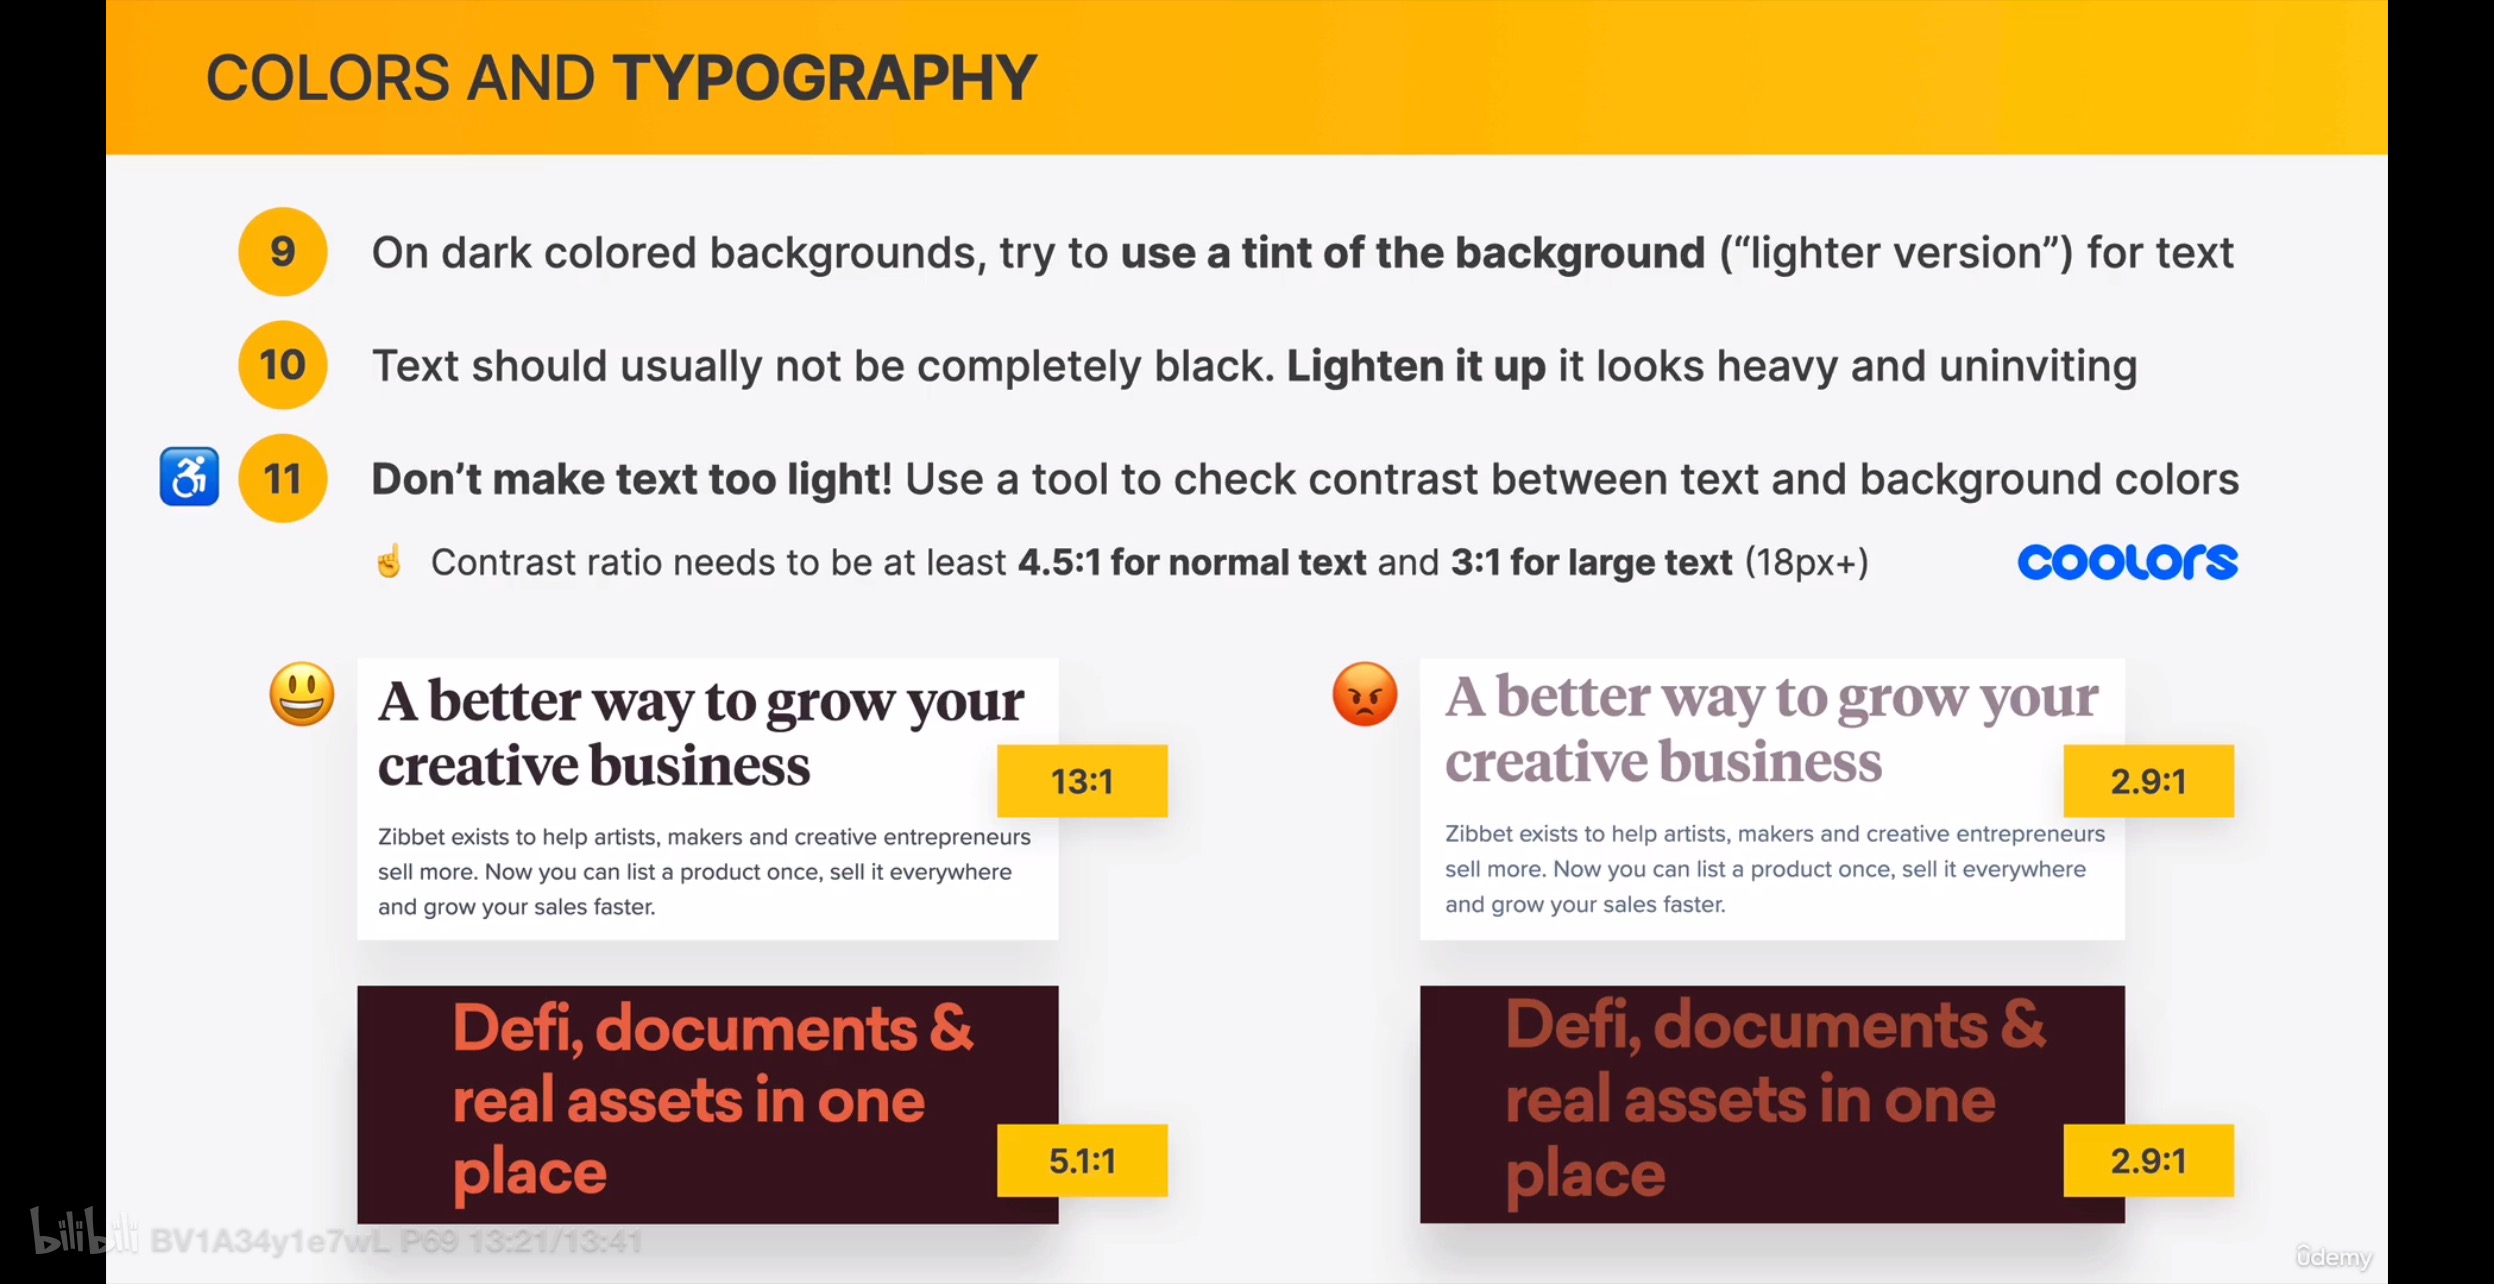 COLORS AND TYPOGRAPHY
9 On dark colored backgrounds, try to use a tint of the background (“lighter version”) for text
10 Text should usually not be completely black. Lighten it up it looks heavy and uninviting
11 Don’t make text too light! Use a tool to check contrast between text and background colors
☝️ Contrast ratio needs to be at least 4.5:1 for normal text and 3:1 for large text (18px+)
coolors
A better way to grow your
creative business
13:1
Zibbet exists to help artists, makers and creative entrepreneurs
sell more. Now you can list a product once, sell it everywhere
and grow your sales faster.
A better way to grow your
creative business
2.9:1
Zibbet exists to help artists, makers and creative entrepreneurs
sell more. Now you can list a product once, sell it everywhere
and grow your sales faster.
Defi, documents &
real assets in one
place
5.1:1
Defi, documents &
real assets in one
place
2.9:1
bilibili BV1A34y1e7wL P69 13:21/13:41
ûdemy